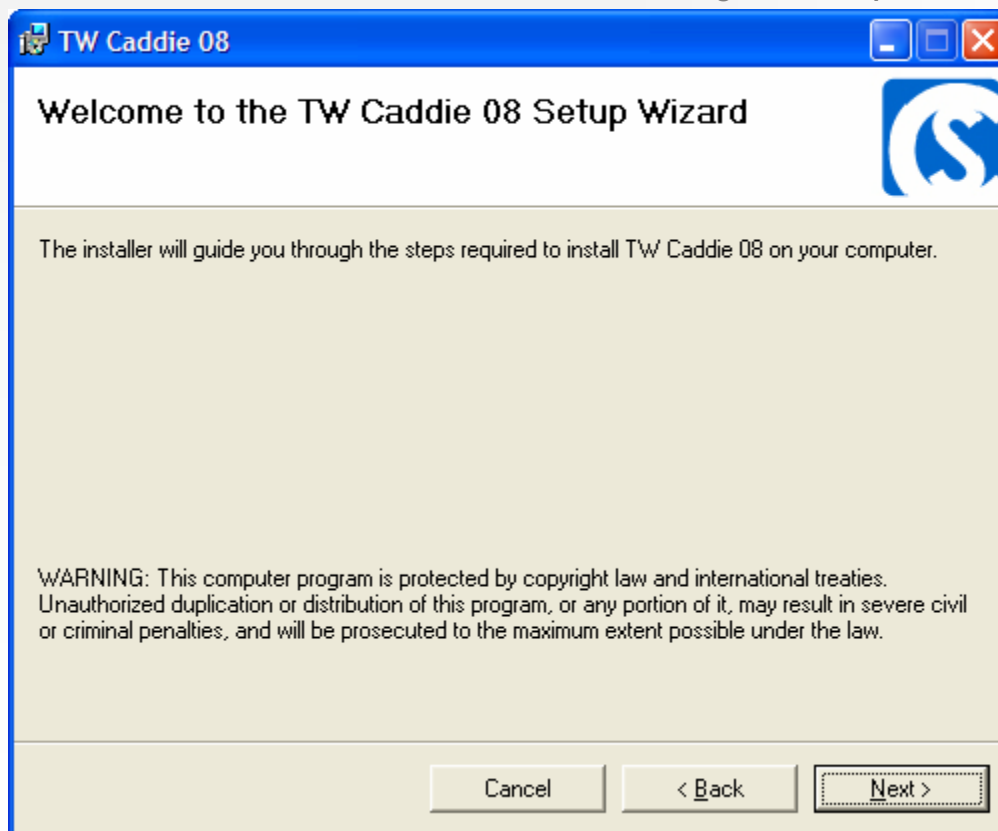 TW Caddie 08
Welcome to the TW Caddie 08 Setup Wizard
The installer will guide you through the steps required to install TW Caddie 08 on your computer.
WARNING: This computer program is protected by copyright law and international treaties.
Unauthorized duplication or distribution of this program, or any portion of it, may result in severe civil
or criminal penalties, and will be prosecuted to the maximum extent possible under the law.
Cancel < Back Next >